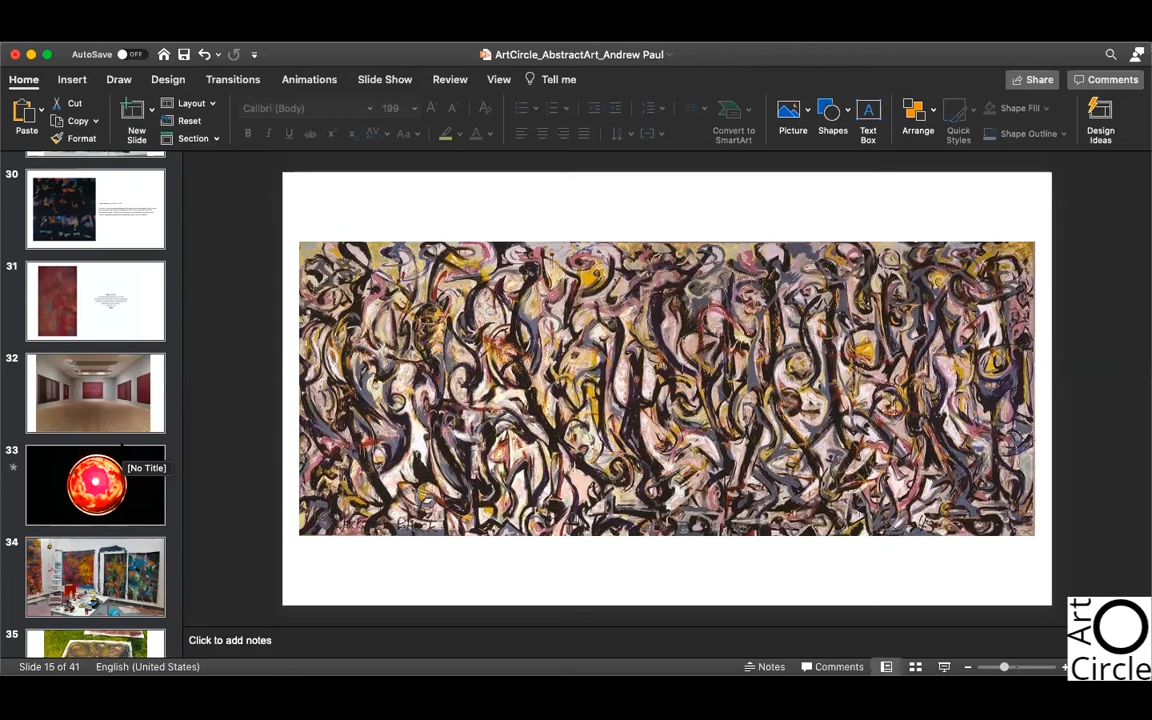 AutoSave OFF ArtCircle_AbstractArt_Andrew Paul
Home Insert Draw Design Transitions Animations Slide Show Review View Tell me Share Comments
Paste Cut Copy Format
New Slide Layout Reset Section
Calibri (Body) 199
Convert to SmartArt
Picture Shapes Text Box Arrange Quick Styles Shape Fill Shape Outline Design Ideas
30
31
32
33
[No Title]
34
35
Click to add notes
Slide 15 of 41 English (United States) Notes Comments
Art
Circle